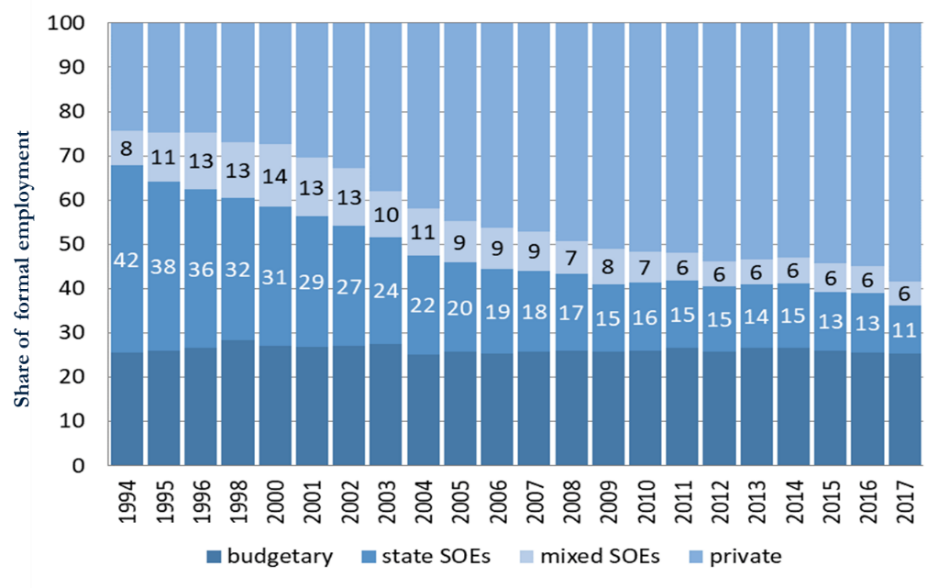 Share of formal employment
100
90
80
70
60
50
40
30
20
10
0
8 11 13 13 14 13 13 10 11 9 9 9 7 8 7 6 6 6 6 6 6 6
42 38 36 32 31 29 27 24 22 20 19 18 17 15 16 15 15 14 15 13 13 11
1994 1995 1996 1998 2000 2001 2002 2003 2004 2005 2006 2007 2008 2009 2010 2011 2012 2013 2014 2015 2016 2017
budgetary state SOEs mixed SOEs private